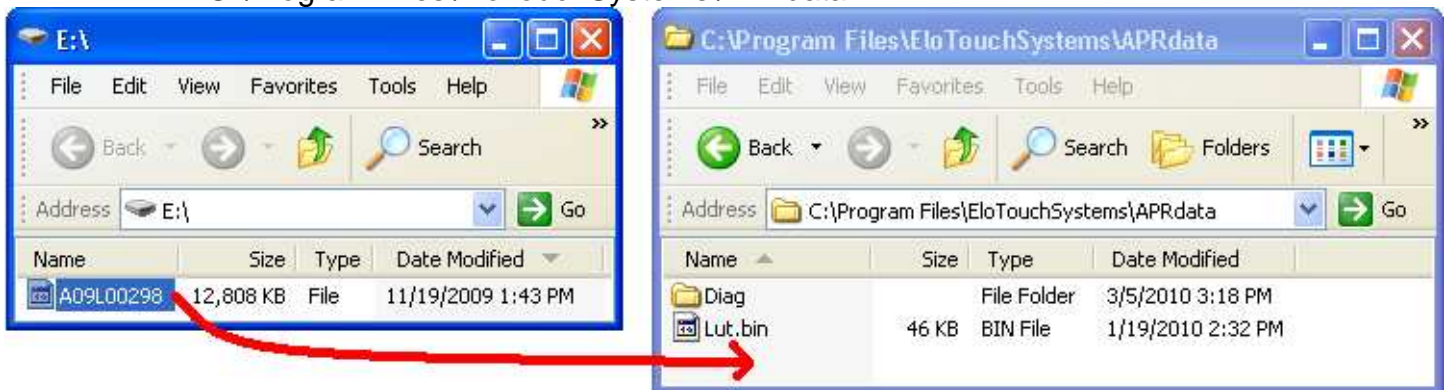 E:\
File Edit View Favorites Tools Help
Back Search »
Address E:\ Go
Name Size Type Date Modified
A09L00298 12,808 KB File 11/19/2009 1:43 PM
C:\Program Files\EloTouchSystems\APRdata
File Edit View Favorites Tools Help
Back Search Folders »
Address C:\Program Files\EloTouchSystems\APRdata Go
Name Size Type Date Modified
Diag File Folder 3/5/2010 3:18 PM
Lut.bin 46 KB BIN File 1/19/2010 2:32 PM